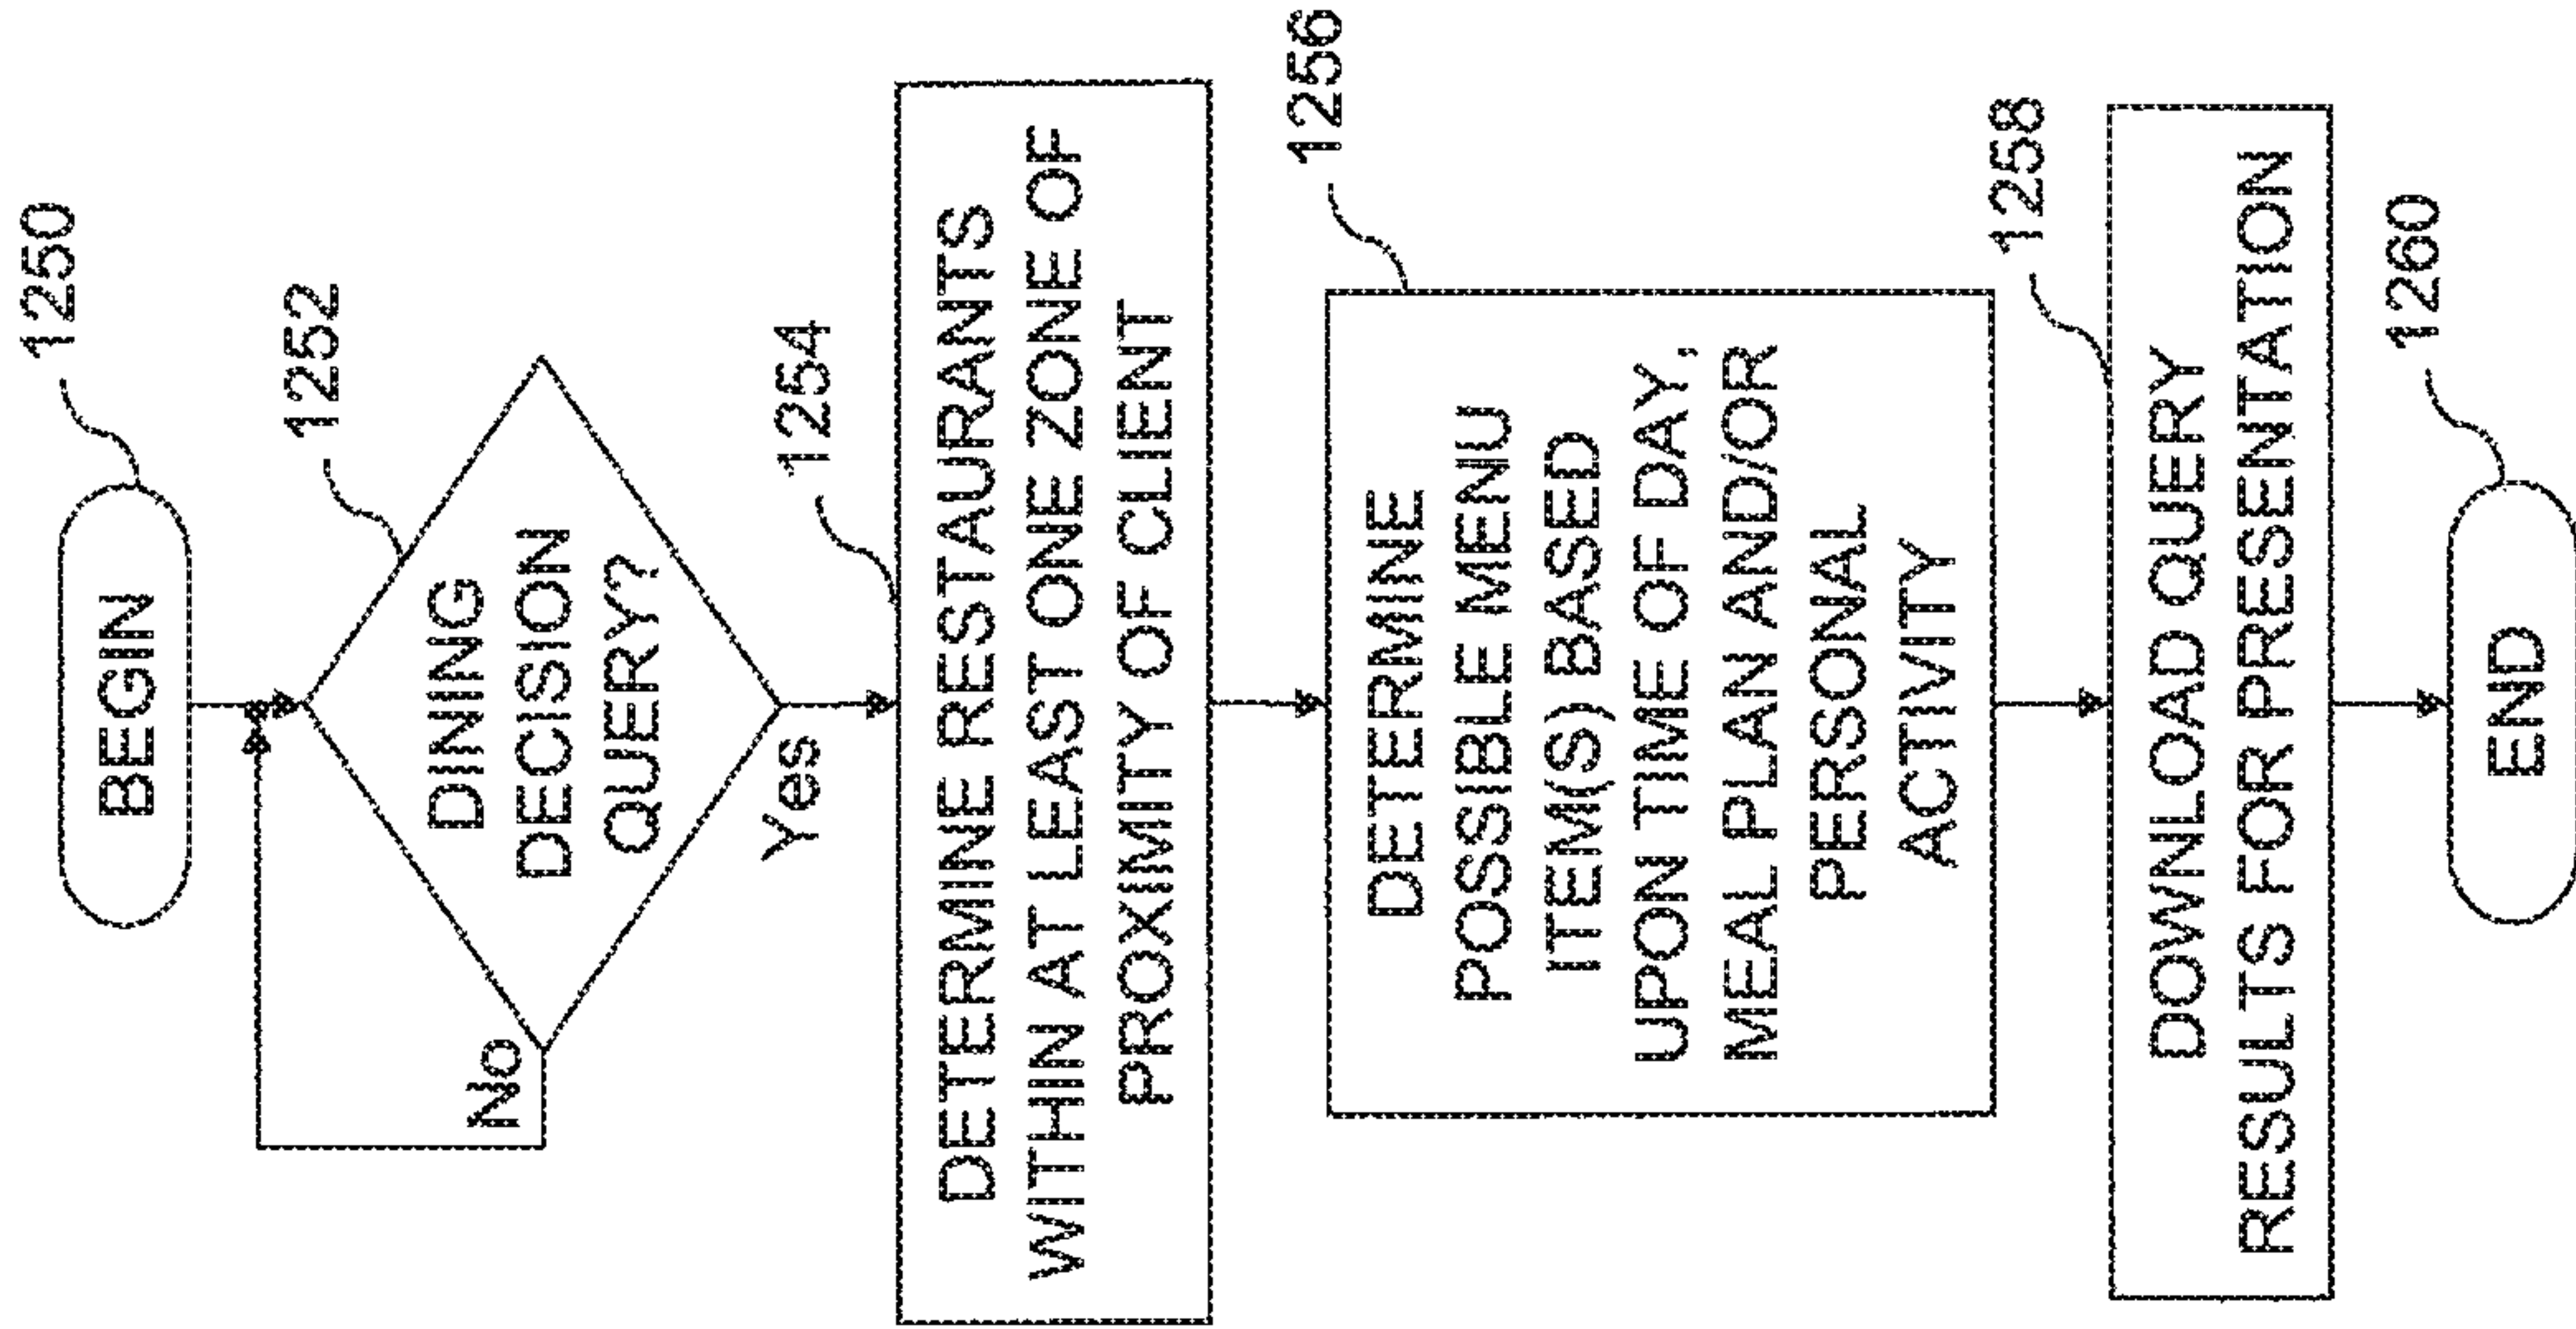 BEGIN
1250
DINING
DECISION
QUERY?
1252
No
Yes
DETERMINE RESTAURANTS
WITHIN AT LEAST ONE ZONE OF
PROXIMITY OF CLIENT
1254
DETERMINE
POSSIBLE MENU
ITEM(S) BASED
UPON TIME OF DAY,
MEAL PLAN AND/OR
PERSONAL
ACTIVITY
1256
DOWNLOAD QUERY
RESULTS FOR PRESENTATION
1258
END
1260